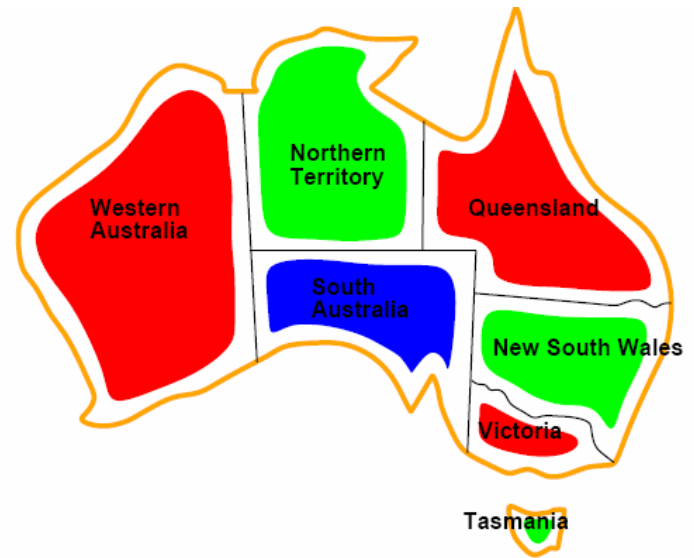 Northern
Territory
Western
Australia
Queensland
South
Australia
New South Wales
Victoria
Tasmania